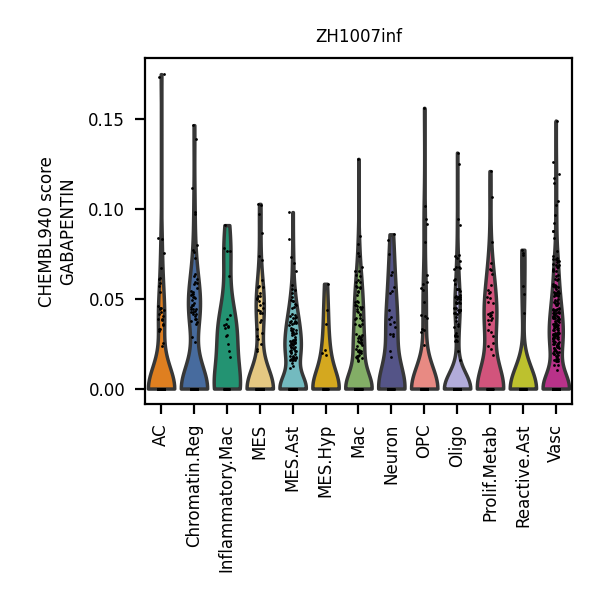 ZH1007inf
CHEMBL940 score
GABAPENTIN
0.15
0.10
0.05
0.00
AC
Chromatin.Reg
Inflammatory.Mac
MES
MES.Ast
MES.Hyp
Mac
Neuron
OPC
Oligo
Prolif.Metab
Reactive.Ast
Vasc